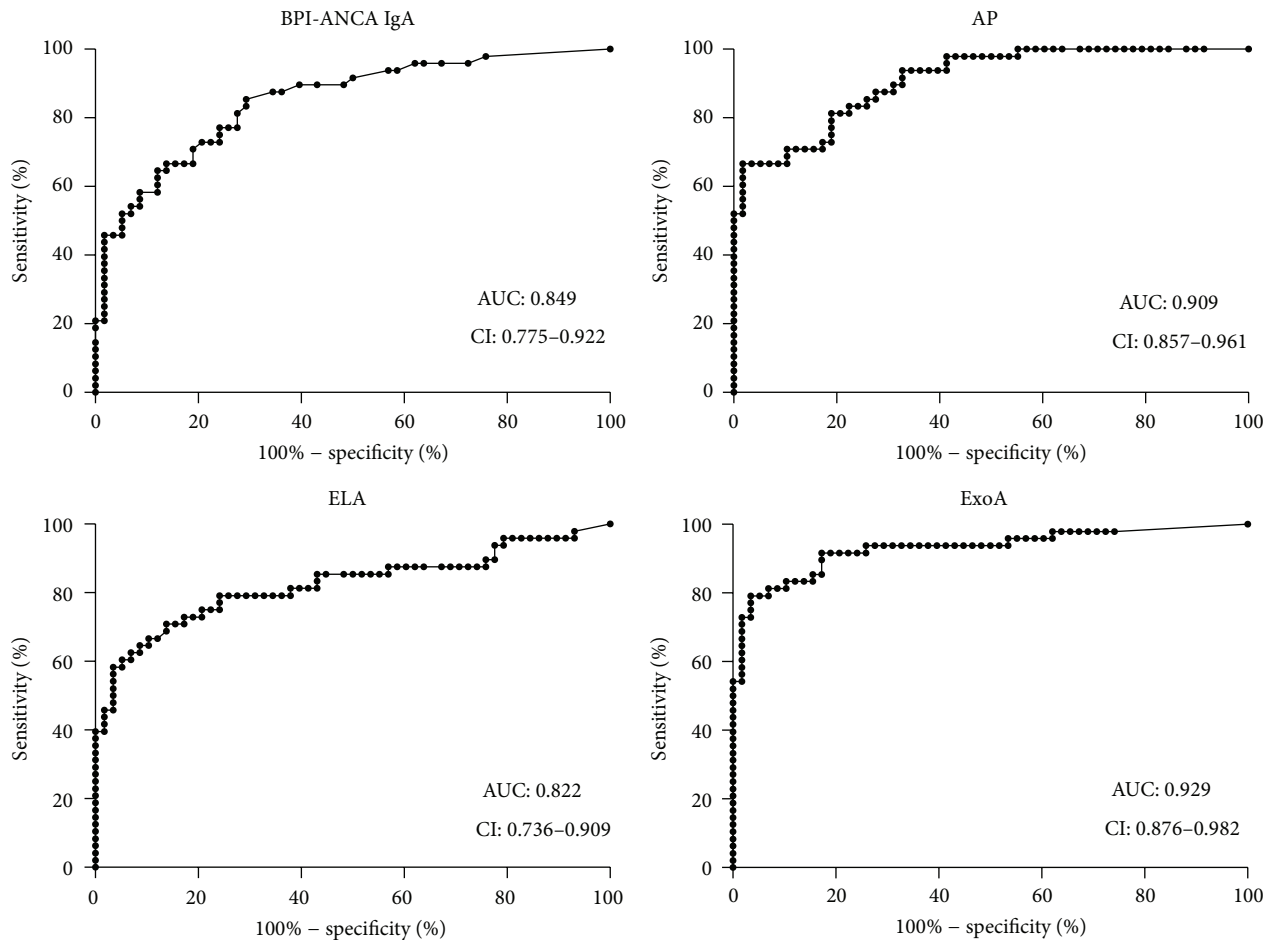 BPI-ANCA IgA
100
80
60
40
20
0
Sensitivity (%)
AUC: 0.849
CI: 0.775–0.922
0 20 40 60 80 100
100% − specificity (%)
AP
100
80
60
40
20
0
Sensitivity (%)
AUC: 0.909
CI: 0.857–0.961
0 20 40 60 80 100
100% − specificity (%)
ELA
100
80
60
40
20
0
Sensitivity (%)
AUC: 0.822
CI: 0.736–0.909
0 20 40 60 80 100
100% − specificity (%)
ExoA
100
80
60
40
20
0
Sensitivity (%)
AUC: 0.929
CI: 0.876–0.982
0 20 40 60 80 100
100% − specificity (%)